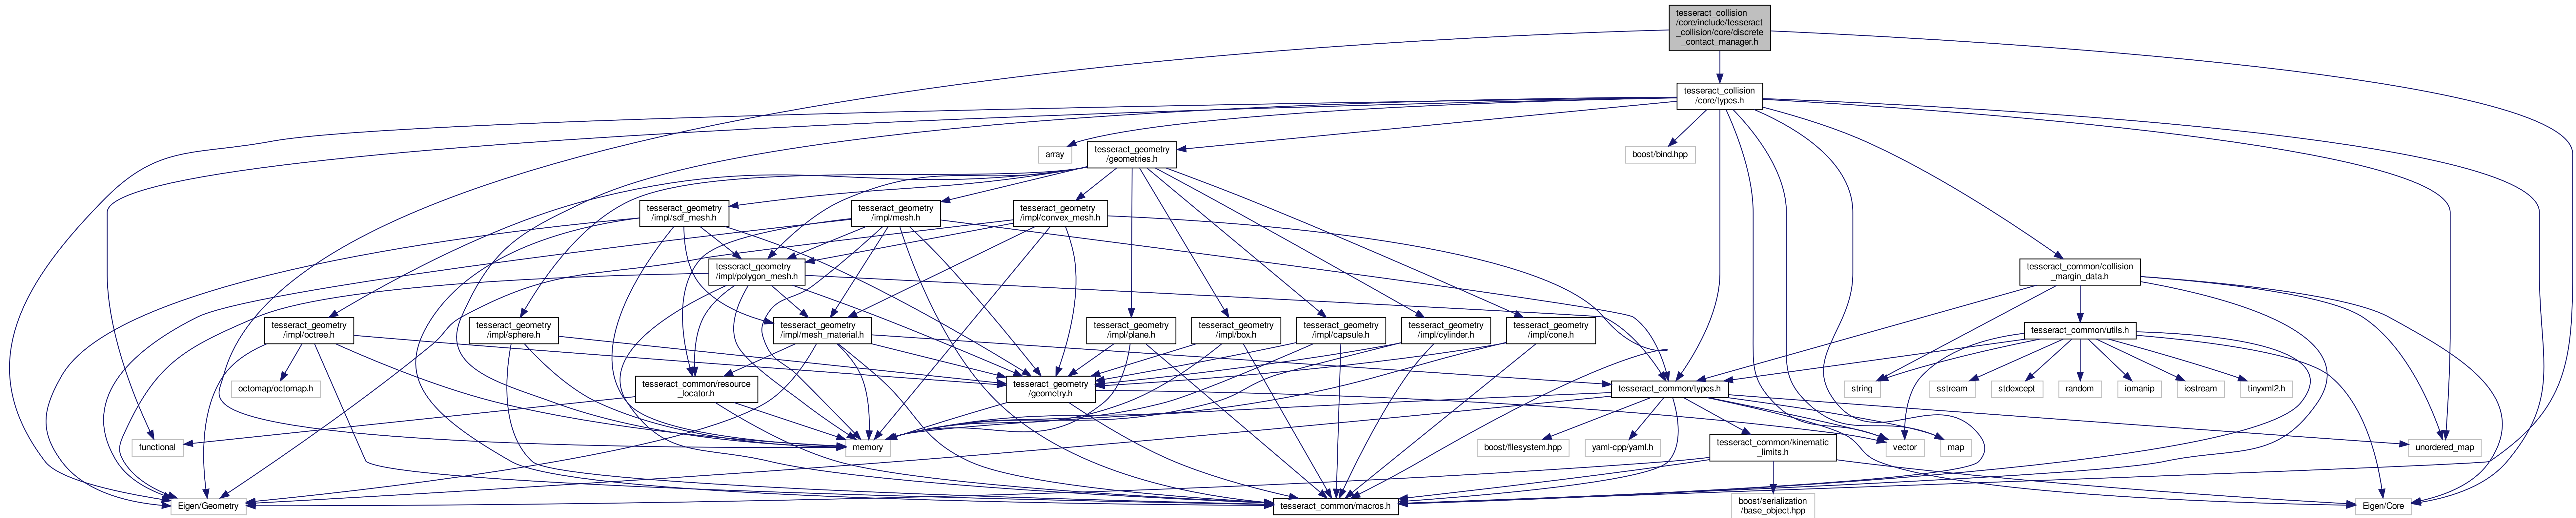 tesseract_collision
/core/include/tesseract
_collision/core/discrete
_contact_manager.h
tesseract_collision
/core/types.h
array
tesseract_geometry
/geometries.h
boost/bind.hpp
tesseract_geometry
/impl/sdf_mesh.h
tesseract_geometry
/impl/mesh.h
tesseract_geometry
/impl/convex_mesh.h
tesseract_geometry
/impl/polygon_mesh.h
tesseract_common/collision
_margin_data.h
tesseract_geometry
/impl/octree.h
tesseract_geometry
/impl/sphere.h
tesseract_geometry
/impl/mesh_material.h
tesseract_geometry
/impl/plane.h
tesseract_geometry
/impl/box.h
tesseract_geometry
/impl/capsule.h
tesseract_geometry
/impl/cylinder.h
tesseract_geometry
/impl/cone.h
tesseract_common/utils.h
octomap/octomap.h
tesseract_common/resource
_locator.h
tesseract_geometry
/geometry.h
tesseract_common/types.h
string
sstream
stdexcept
random
iomanip
iostream
tinyxml2.h
functional
memory
boost/filesystem.hpp
yaml-cpp/yaml.h
tesseract_common/kinematic
_limits.h
vector
map
unordered_map
Eigen/Geometry
tesseract_common/macros.h
boost/serialization
/base_object.hpp
Eigen/Core